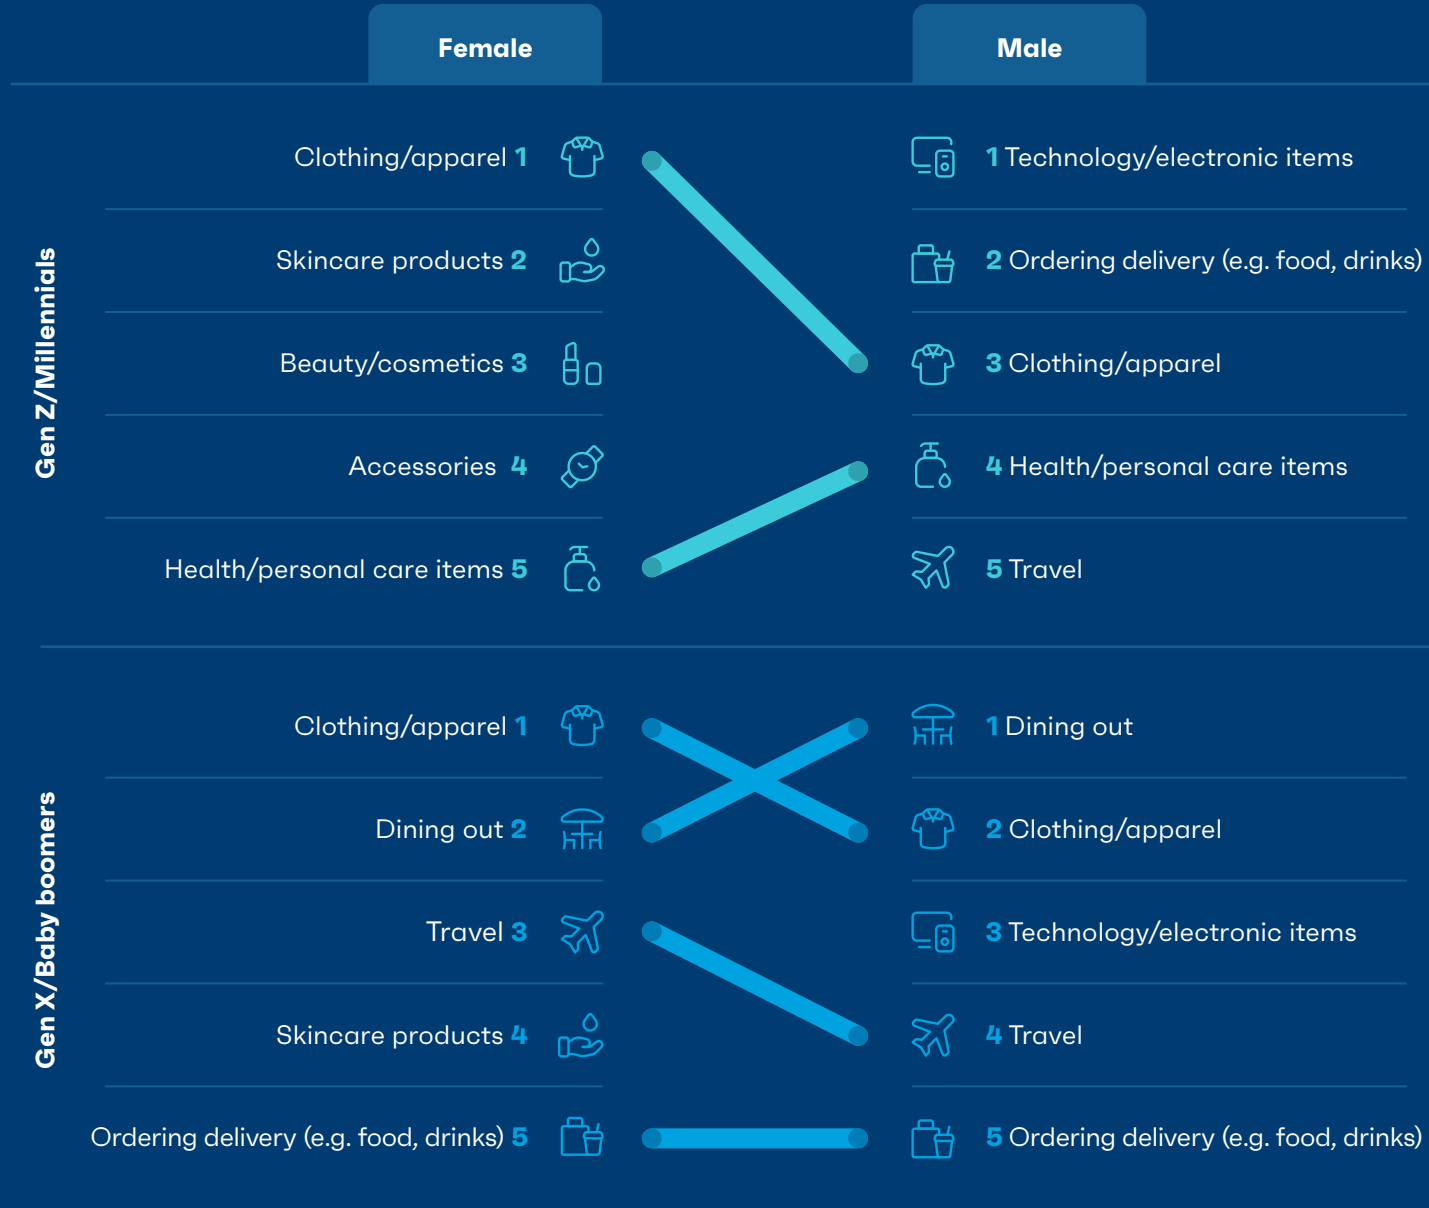 Female
Male
Gen Z/Millennials
Clothing/apparel 1
1 Technology/electronic items
Skincare products 2
2 Ordering delivery (e.g. food, drinks)
Beauty/cosmetics 3
3 Clothing/apparel
Accessories 4
4 Health/personal care items
Health/personal care items 5
5 Travel
Gen X/Baby boomers
Clothing/apparel 1
1 Dining out
Dining out 2
2 Clothing/apparel
Travel 3
3 Technology/electronic items
Skincare products 4
4 Travel
Ordering delivery (e.g. food, drinks) 5
5 Ordering delivery (e.g. food, drinks)